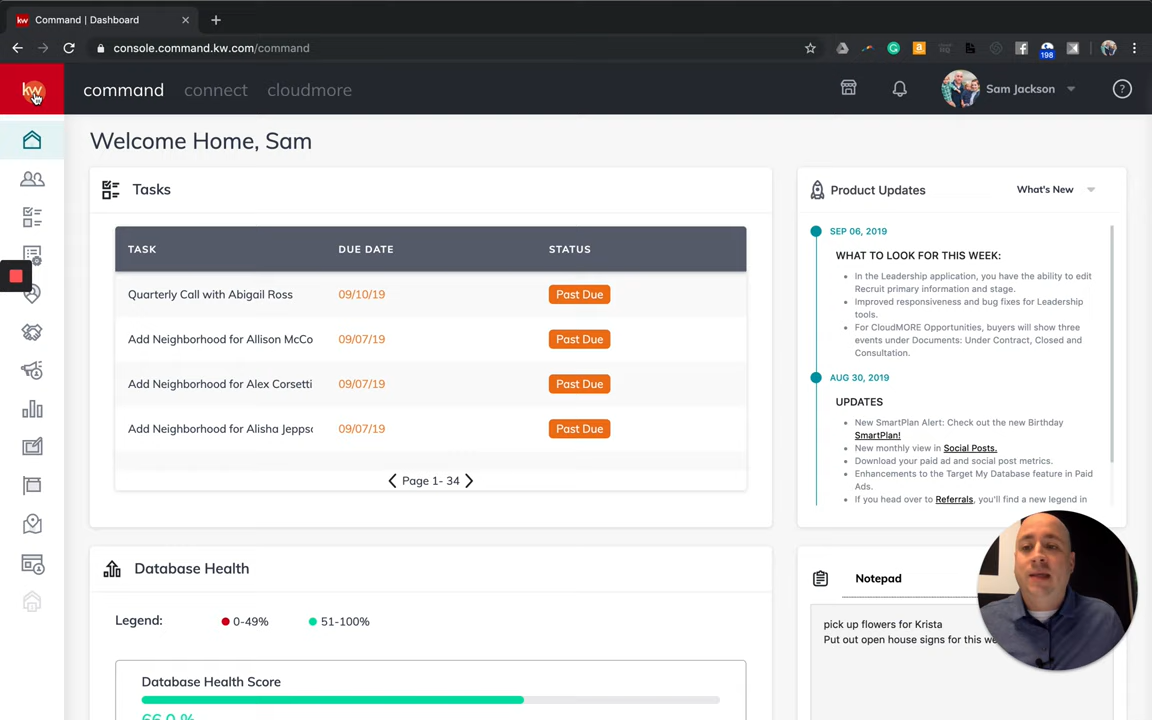 kw Command | Dashboard
console.command.kw.com/command
198
kw command connect cloudmore Sam Jackson ?
Welcome Home, Sam
Tasks
TASK DUE DATE STATUS
Quarterly Call with Abigail Ross 09/10/19 Past Due
Add Neighborhood for Allison McCo 09/07/19 Past Due
Add Neighborhood for Alex Corsetti 09/07/19 Past Due
Add Neighborhood for Alisha Jepps 09/07/19 Past Due
Page 1- 34
Product Updates What's New
SEP 06, 2019
WHAT TO LOOK FOR THIS WEEK:
In the Leadership application, you have the ability to edit
Recruit primary information and stage.
Improved responsiveness and bug fixes for Leadership
tools.
For CloudMORE Opportunities, buyers will show three
events under Documents: Under Contract, Closed and
Consultation.
AUG 30, 2019
UPDATES
New SmartPlan Alert: Check out the new Birthday
SmartPlan!
New monthly view in Social Posts.
Download your paid ad and social post metrics.
Enhancements to the Target My Database feature in Paid
Ads.
If you head over to Referrals, you'll find a new legend in
Database Health
Legend: 0-49% 51-100%
Database Health Score
66.0 %
Notepad
pick up flowers for Krista
Put out open house signs for this we